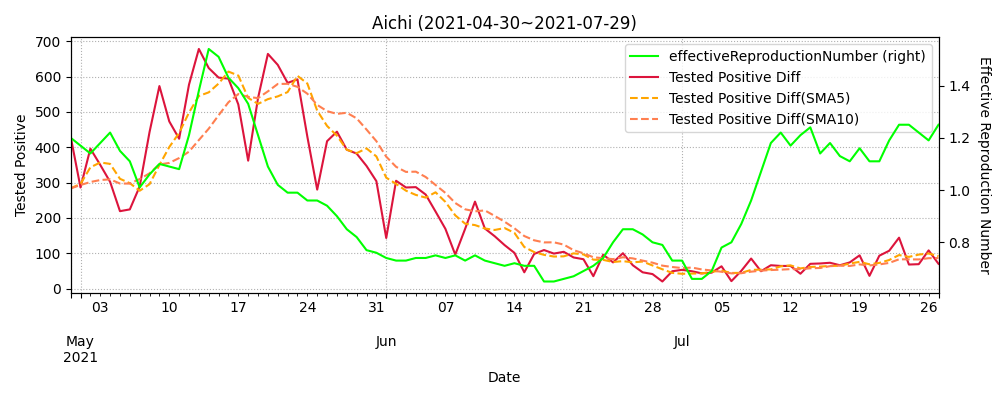 Aichi (2021-04-30~2021-07-29)
effectiveReproductionNumber (right)
Tested Positive Diff
Tested Positive Diff(SMA5)
Tested Positive Diff(SMA10)
Tested Positive
700
600
500
400
300
200
100
0
1.4
1.2
1.0
0.8
Effective Reproduction Number
03 10 17 24 31 07 14 21 28 05 12 19 26
May Jun Jul
2021
Date